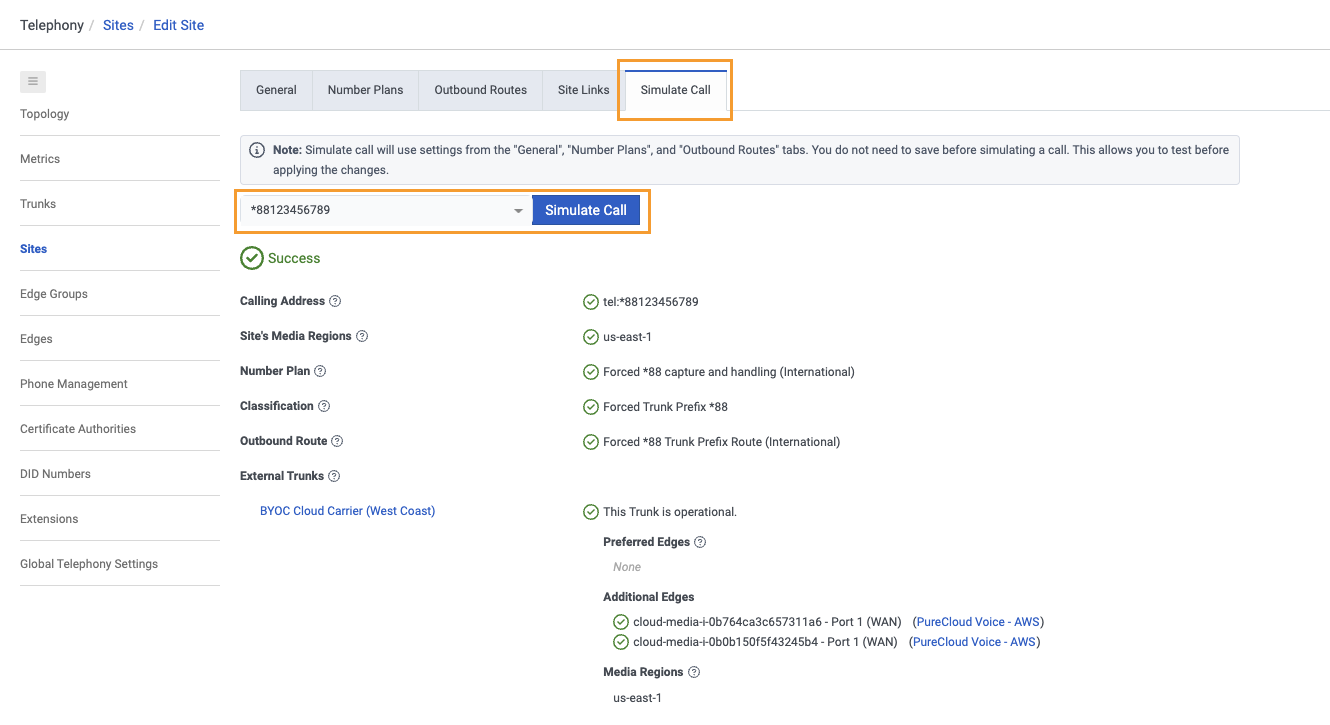 Telephony / Sites / Edit Site
Topology
Metrics
Trunks
Sites
Edge Groups
Edges
Phone Management
Certificate Authorities
DID Numbers
Extensions
Global Telephony Settings
General Number Plans Outbound Routes Site Links Simulate Call
Note: Simulate call will use settings from the "General", "Number Plans", and "Outbound Routes" tabs. You do not need to save before simulating a call. This allows you to test before
applying the changes.
*88123456789 Simulate Call
Success
Calling Address tel:*88123456789
Site's Media Regions us-east-1
Number Plan Forced *88 capture and handling (International)
Classification Forced Trunk Prefix *88
Outbound Route Forced *88 Trunk Prefix Route (International)
External Trunks
BYOC Cloud Carrier (West Coast) This Trunk is operational.
Preferred Edges
None
Additional Edges
cloud-media-i-0b764ca3c657311a6 - Port 1 (WAN) (PureCloud Voice - AWS)
cloud-media-i-0b0b150f5f43245b4 - Port 1 (WAN) (PureCloud Voice - AWS)
Media Regions
us-east-1